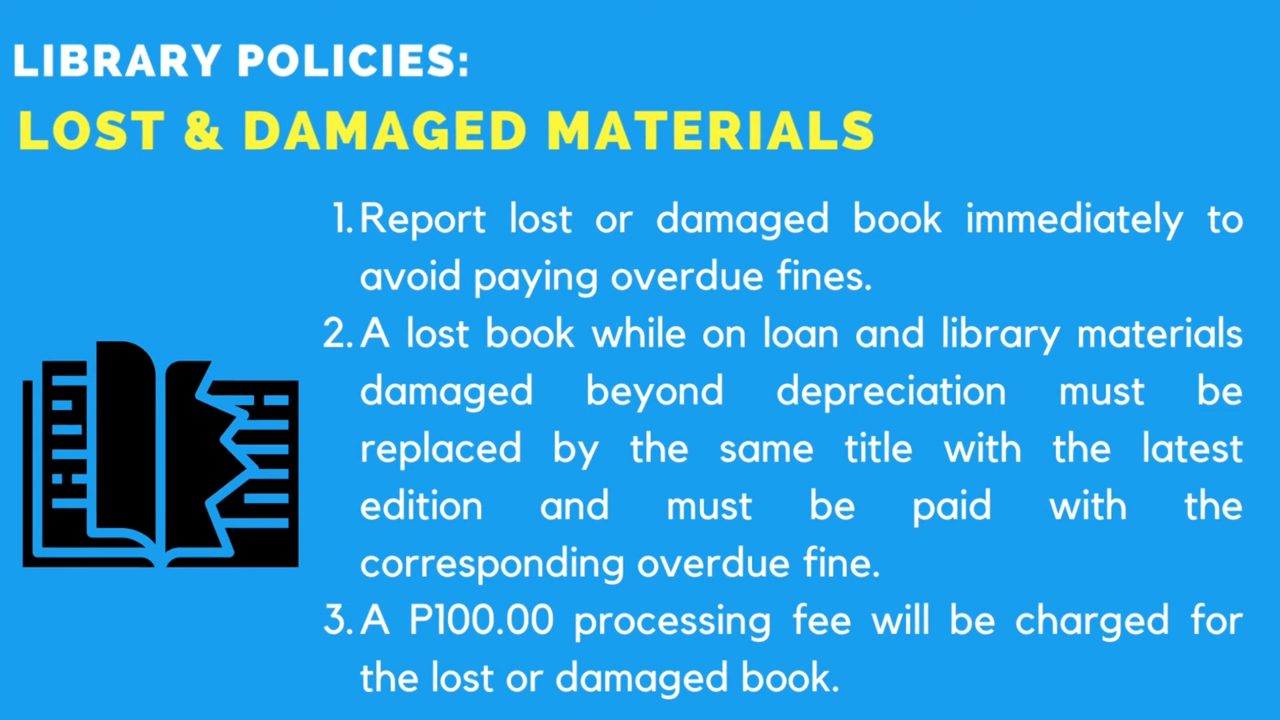 LIBRARY POLICIES:
LOST & DAMAGED MATERIALS
1. Report lost or damaged book immediately to
avoid paying overdue fines.
2. A lost book while on loan and library materials
damaged beyond depreciation must be
replaced by the same title with the latest
edition and must be paid with the
corresponding overdue fine.
3. A P100.00 processing fee will be charged for
the lost or damaged book.